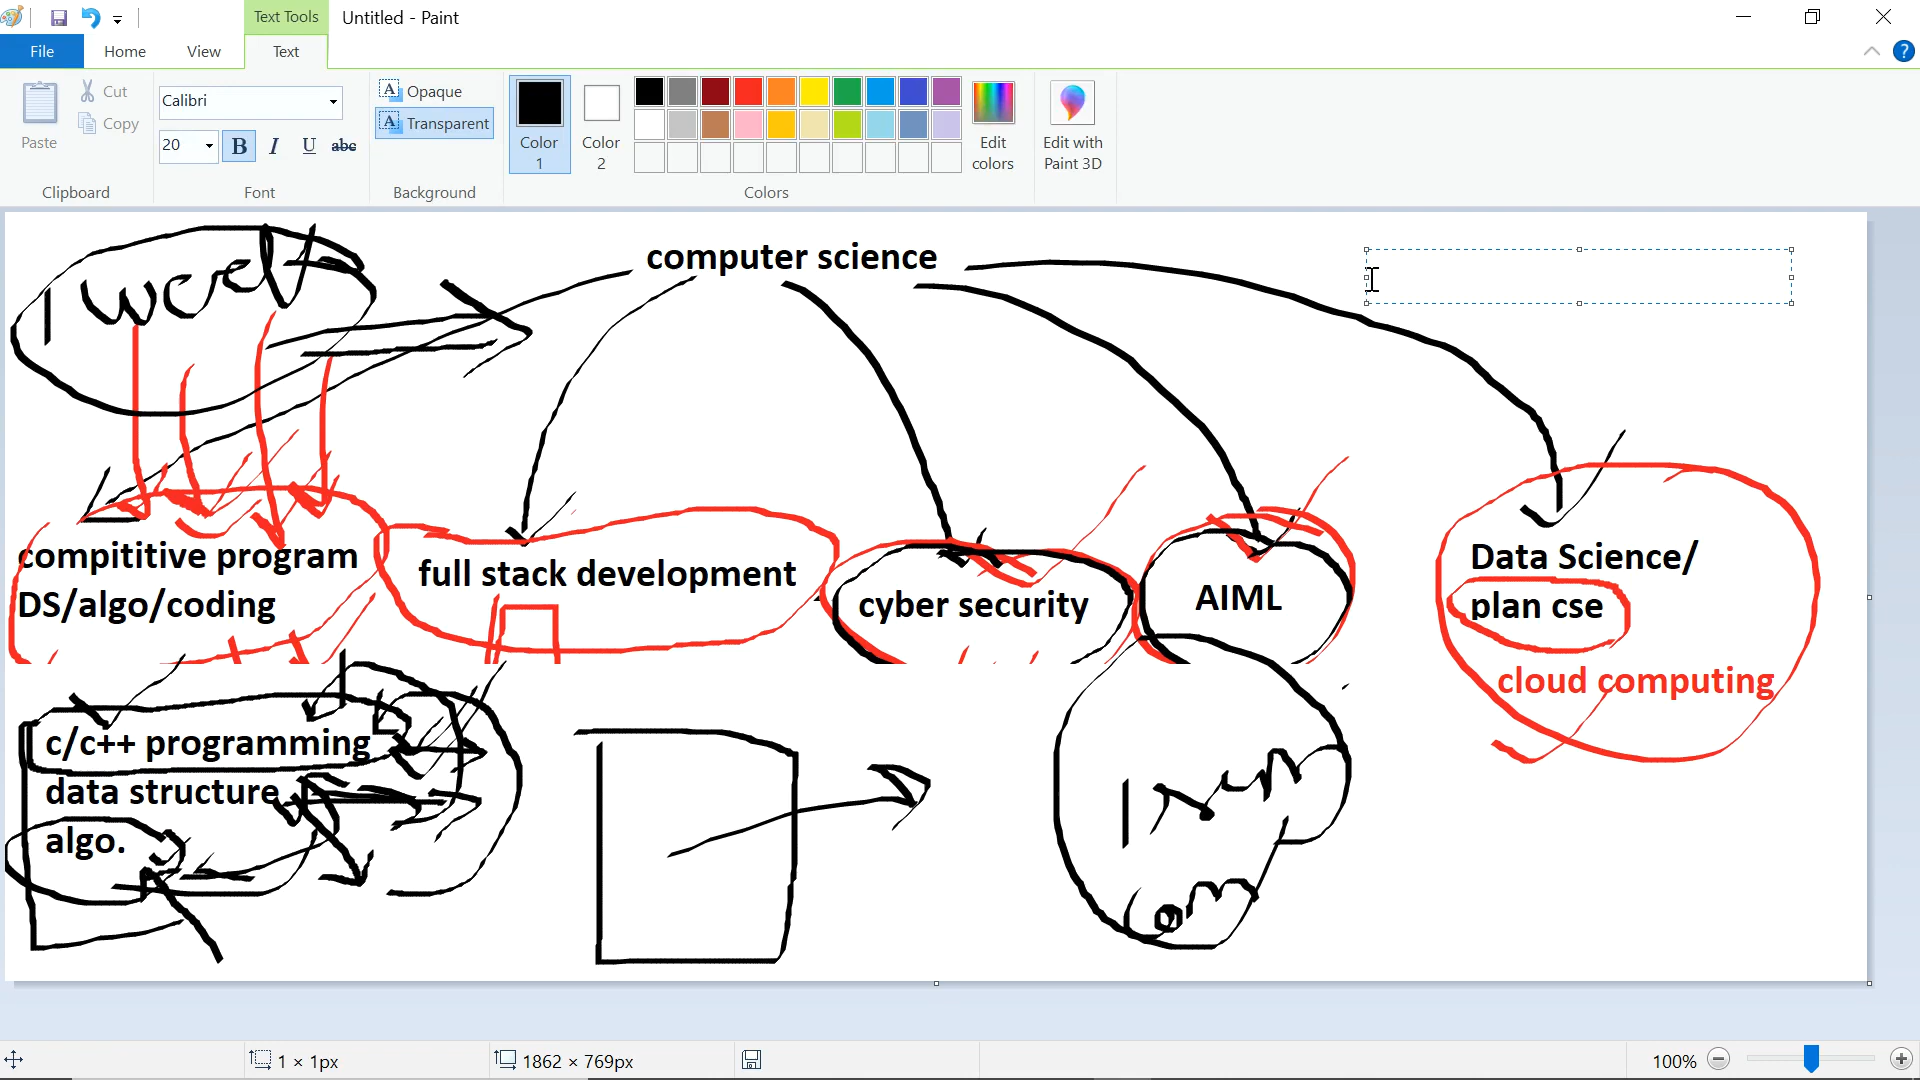 Text Tools
Untitled - Paint
File
Home
View
Text
Paste
Cut
Copy
Clipboard
Calibri
20
B I U abc
Font
A Opaque
A Transparent
Background
Color 1
Color 2
Colors
Edit colors
Edit with Paint 3D
computer science
compititive program
DS/algo/coding
full stack development
cyber security
AIML
Data Science/
plan cse
cloud computing
c/c++ programming
data structure
algo.
1 × 1px
1862 × 769px
100%